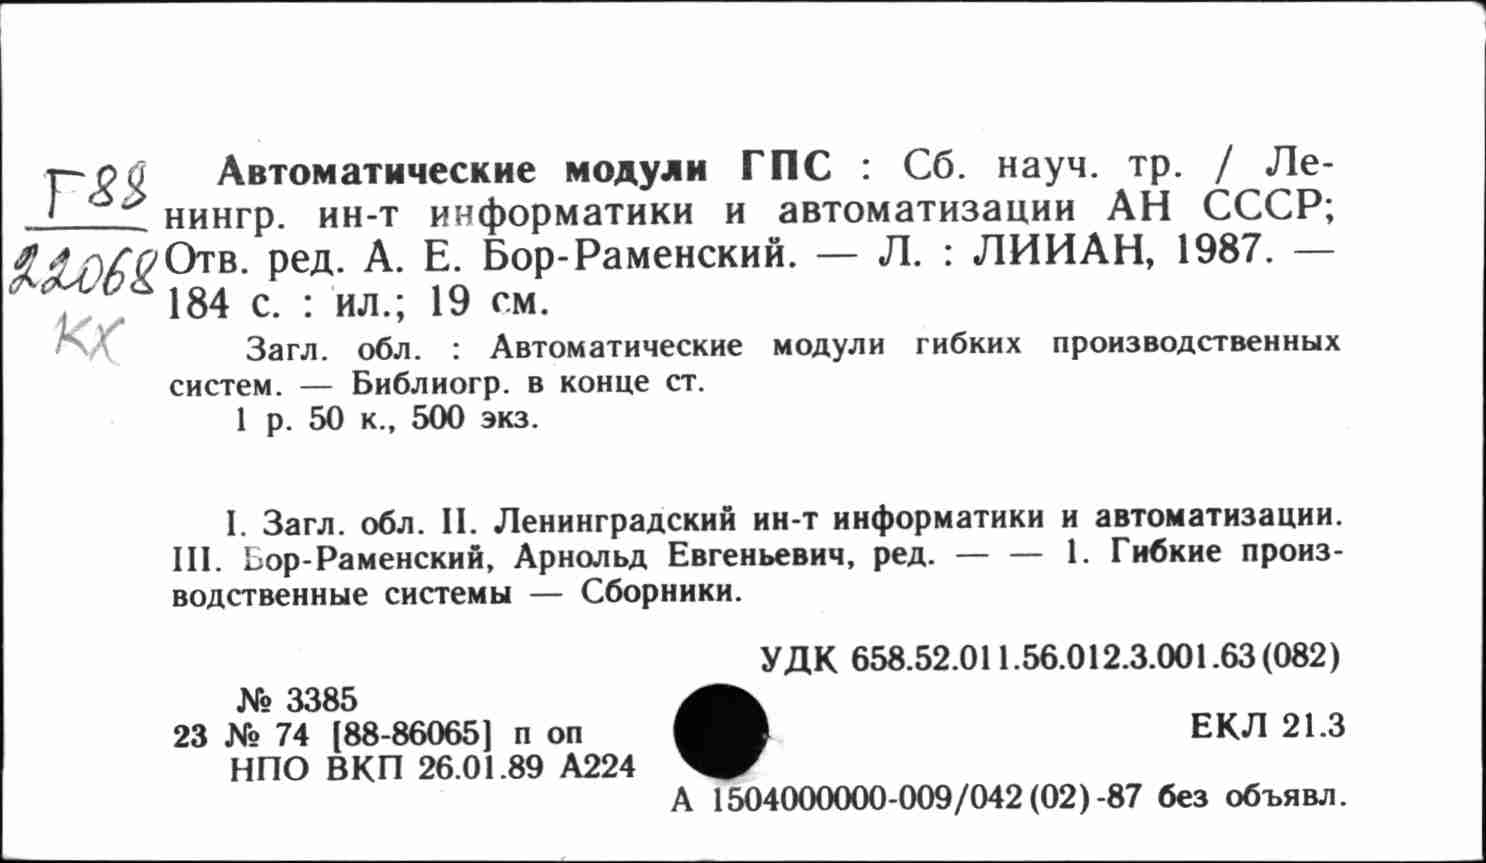 Г88
22068
КХ
Автоматические модули ГПС : Сб. науч. тр. / Ле-
нингр. ин-т информатики и автоматизации АН СССР;
Отв. ред. А. Е. Бор-Раменский. — Л. : ЛИИАН, 1987. —
184 с. : ил.; 19 см.
Загл. обл. : Автоматические модули гибких производственных
систем. — Библиогр. в конце ст.
1 р. 50 к., 500 экз.
I. Загл. обл. II. Ленинградский ин-т информатики и автоматизации.
III. Бор-Раменский, Арнольд Евгеньевич, ред. — — 1. Гибкие произ-
водственные системы — Сборники.
УДК 658.52.011.56.012.3.001.63(082)
№ 3385
23 № 74 [88-86065] п оп
НПО ВКП 26.01.89 А224
ЕКЛ 21.3
А 1504000000-009/042(02)-87 без объявл.